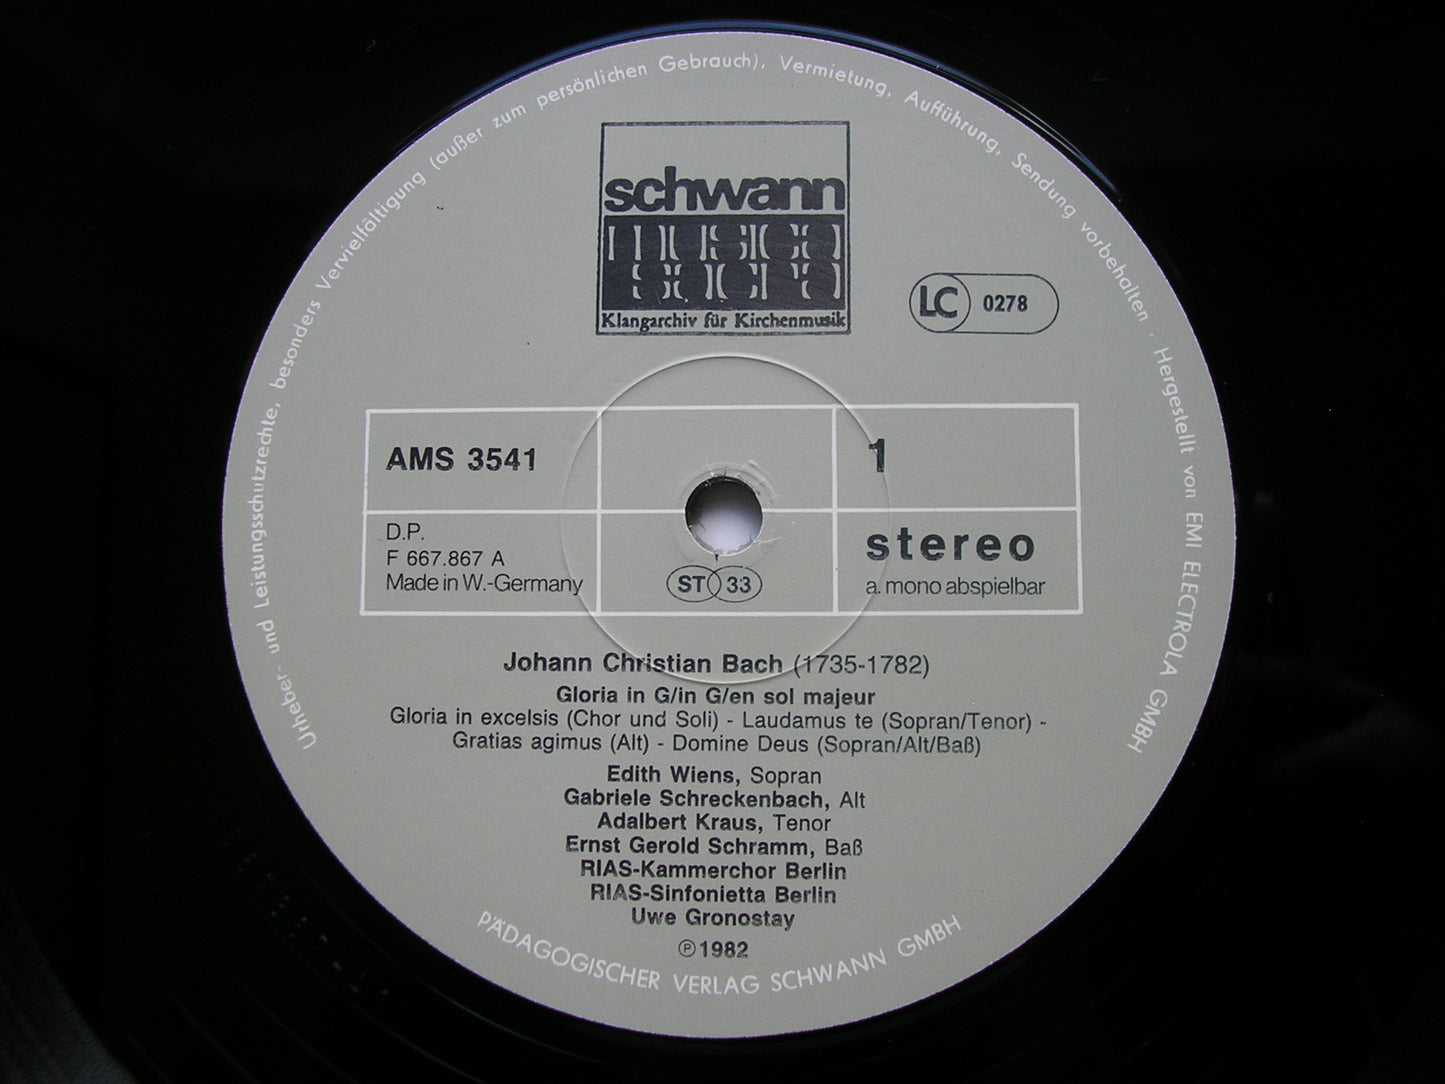 Urheber- und Leistungsschutzrechte, besonders Vervielfältigung (außer zum persönlichen Gebrauch), Vermietung, Aufführung, Sendung vorbehalten · Hergestellt von EMI ELECTROLA GMBH
schwann
musica
sacra
Klangarchiv für Kirchenmusik
LC 0278
AMS 3541
1
D.P.
F 667.867 A
Made in W.-Germany
ST 33
stereo
a. mono abspielbar
Johann Christian Bach (1735-1782)
Gloria in G/in G/en sol majeur
Gloria in excelsis (Chor und Soli) - Laudamus te (Sopran/Tenor) -
Gratias agimus (Alt) - Domine Deus (Sopran/Alt/Baß)
Edith Wiens, Sopran
Gabriele Schreckenbach, Alt
Adalbert Kraus, Tenor
Ernst Gerold Schramm, Baß
RIAS-Kammerchor Berlin
RIAS-Sinfonietta Berlin
Uwe Gronostay
℗ 1982
PÄDAGOGISCHER VERLAG SCHWANN GMBH